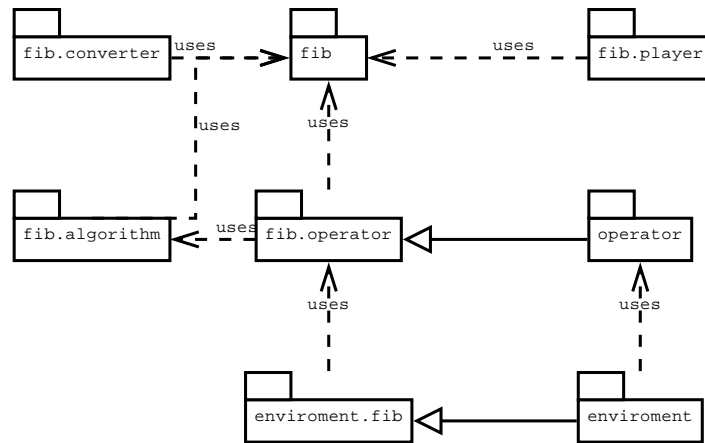 fib.converter
uses
fib
uses
fib.player
uses
uses
fib.algorithm
uses
fib.operator
operator
uses
uses
enviroment.fib
enviroment